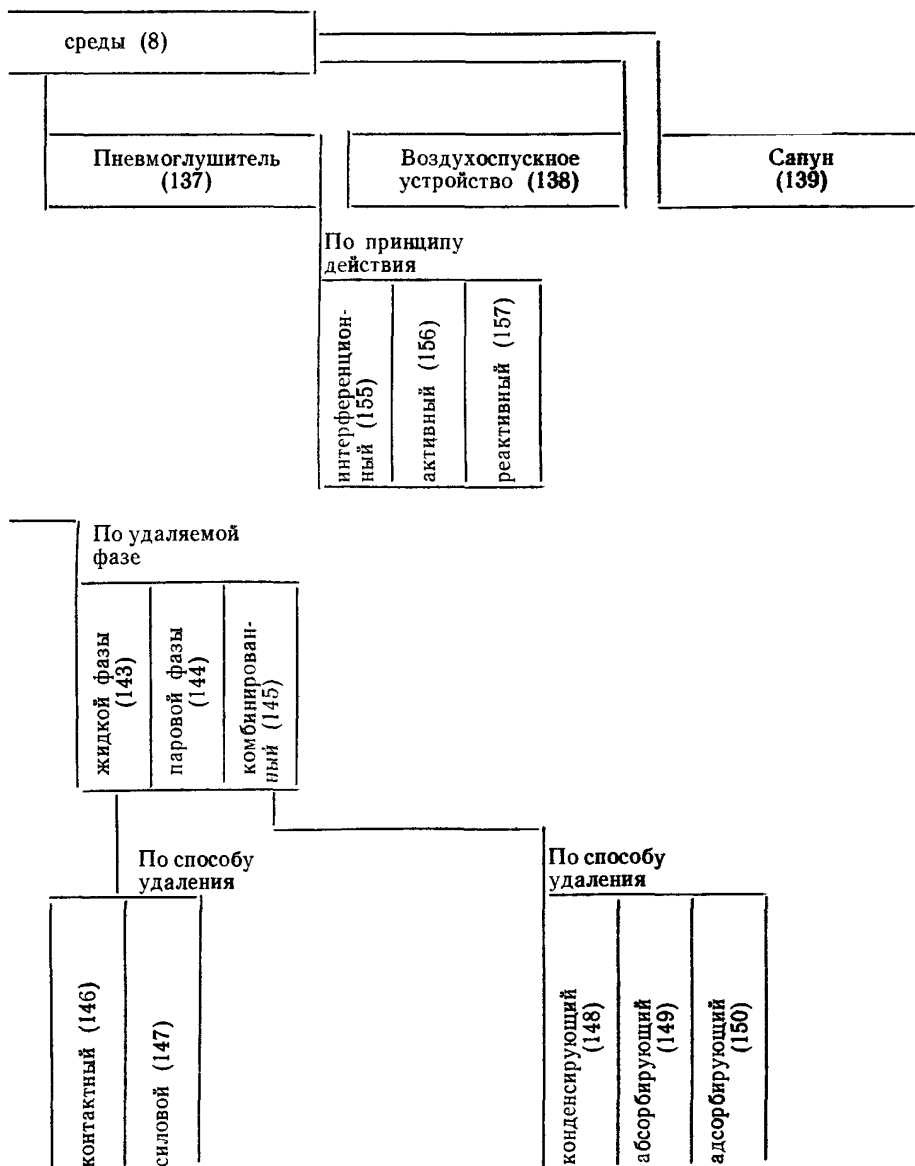 среды (8)
Пневмоглушитель
(137)
Воздухоспускное
устройство (138)
Сапун
(139)
По принципу
действия
интерференцион-
ный (155)
активный (156)
реактивный (157)
По удаляемой
фазе
жидкой фазы
(143)
паровой фазы
(144)
комбинирован-
ный (145)
По способу
удаления
По способу
удаления
контактный (146)
силовой (147)
конденсирующий
(148)
абсорбирующий
(149)
адсорбирующий
(150)